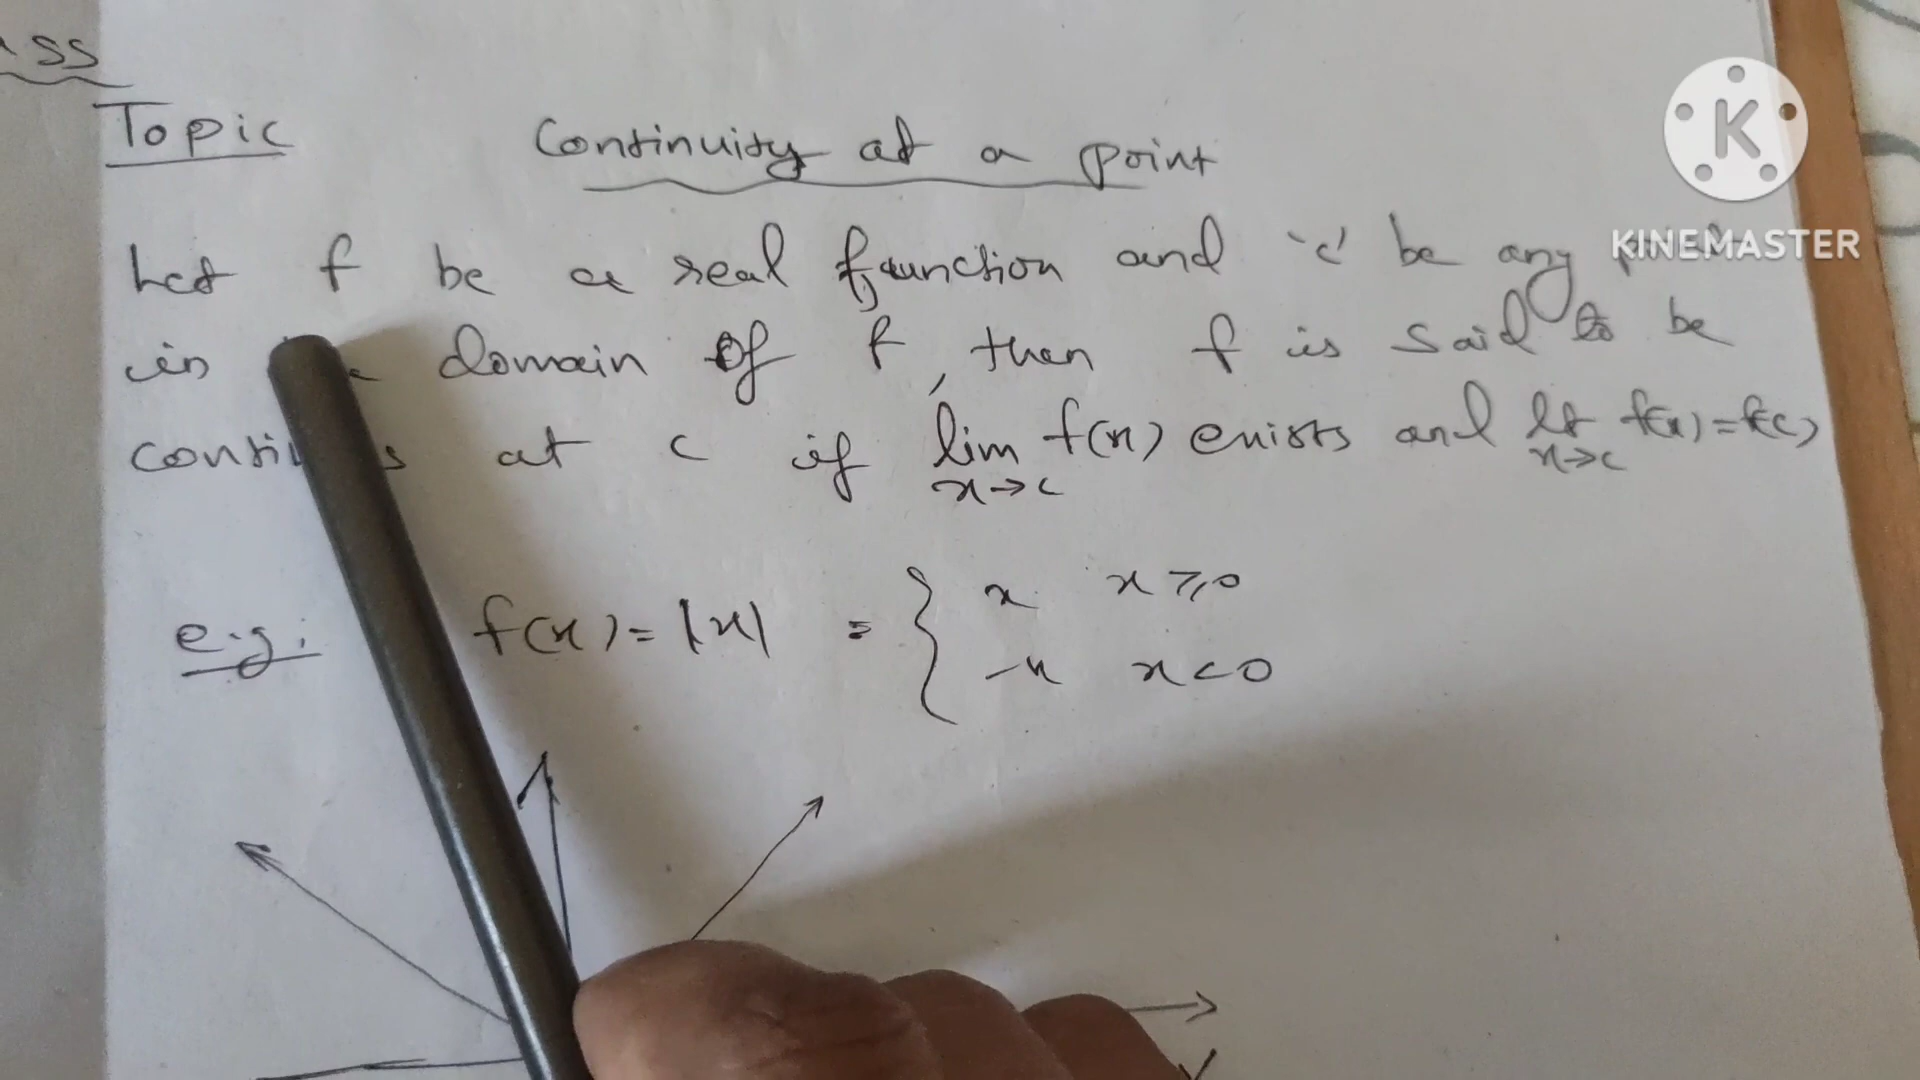 ss
Topic
Continuity at a point
Let f be a real function and 'c' be any
in domain of f, then f is said to be
at c if lim f(x) exists and lt f(x)=f(c)
x→c x→c
e.g: f(x)=|x| = { x x≥0
-x x<0
K
KINEMASTER